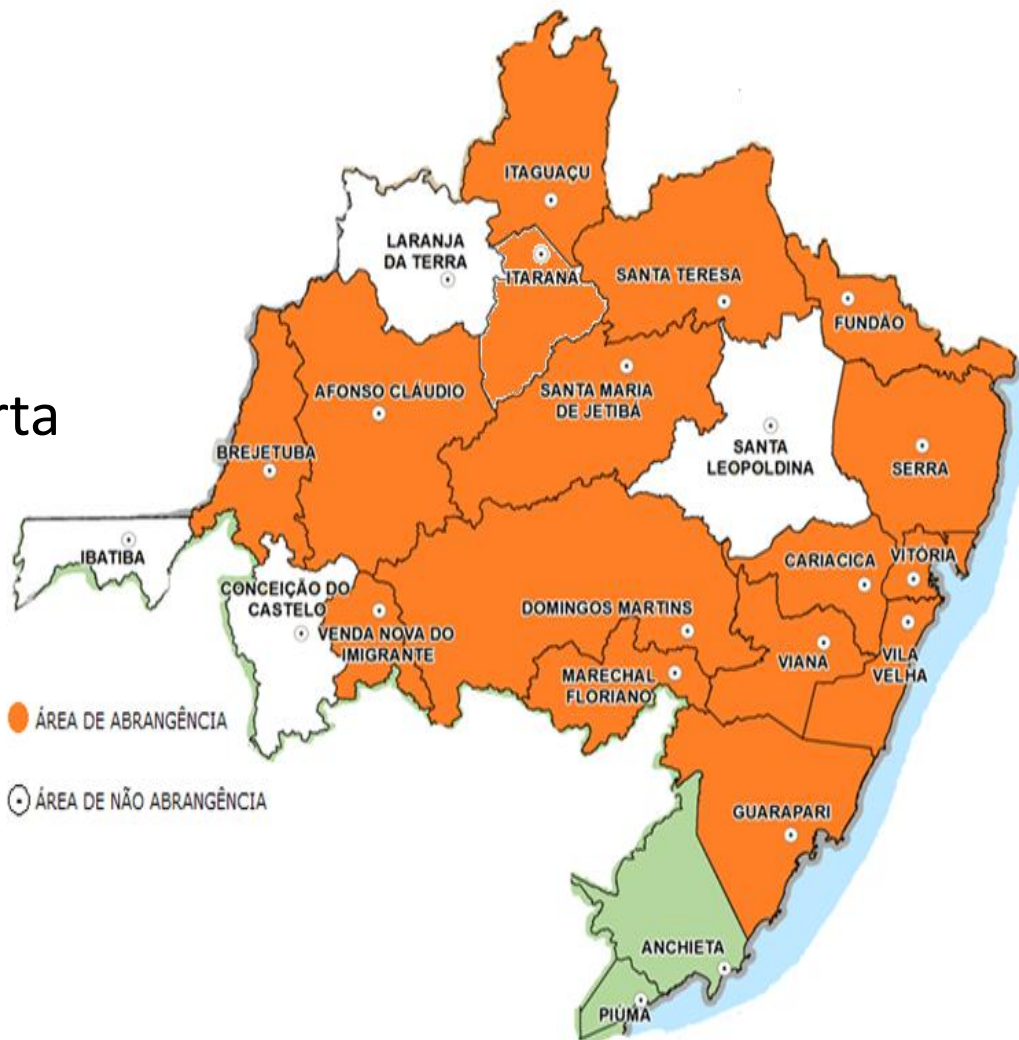 ITAGUAÇU
LARANJA
DA TERRA
ITARANA
SANTA TERESA
FUNDÃO
AFONSO CLÁUDIO
SANTA MARIA
DE JETIBÁ
rta
BREJETUBA
SANTA
LEOPOLDINA
SERRA
IBATIBA
CARIACICA
VITÓRIA
CONCEIÇÃO DO
CASTELO
DOMINGOS MARTINS
VENDA NOVA DO
IMIGRANTE
VIANA
VILA
VELHA
MARECHAL
FLORIANO
ÁREA DE ABRANGÊNCIA
ÁREA DE NÃO ABRANGÊNCIA
GUARAPARI
ANCHIETA
PIÚMA